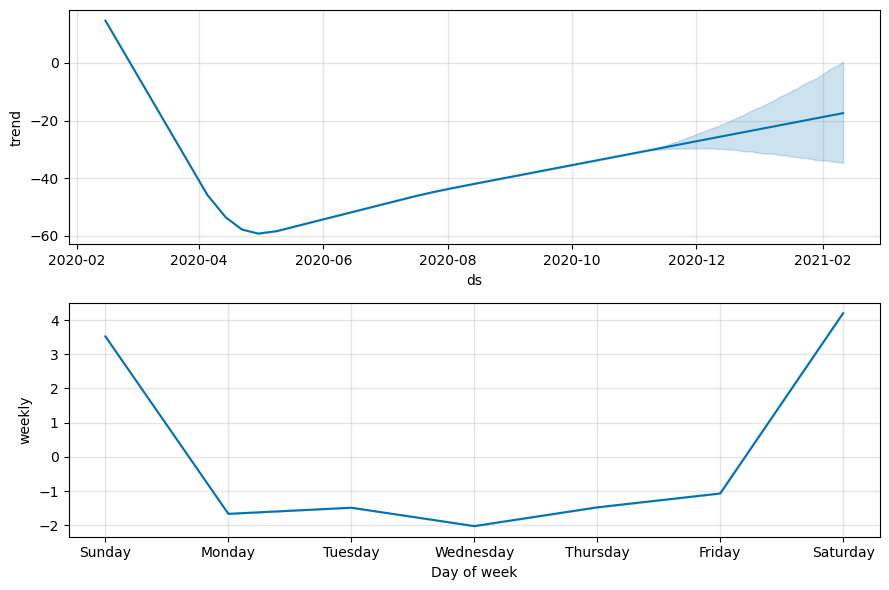 trend
0
−20
−40
−60
2020-02 2020-04 2020-06 2020-08 2020-10 2020-12 2021-02
ds
weekly
4
3
2
1
0
−1
−2
Sunday Monday Tuesday Wednesday Thursday Friday Saturday
Day of week